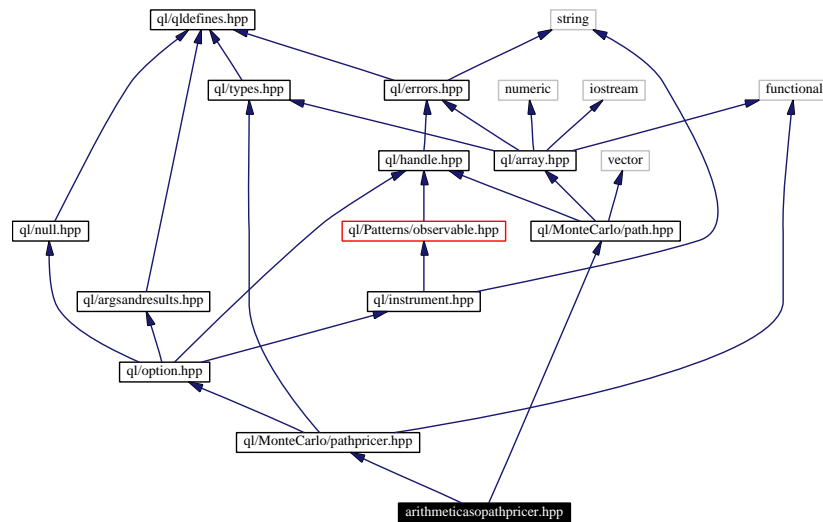 ql/qldefines.hpp
string
ql/types.hpp
ql/errors.hpp
numeric
iostream
functional
ql/handle.hpp
ql/array.hpp
vector
ql/null.hpp
ql/Patterns/observable.hpp
ql/MonteCarlo/path.hpp
ql/argsandresults.hpp
ql/instrument.hpp
ql/option.hpp
ql/MonteCarlo/pathpricer.hpp
arithmeticasopathpricer.hpp